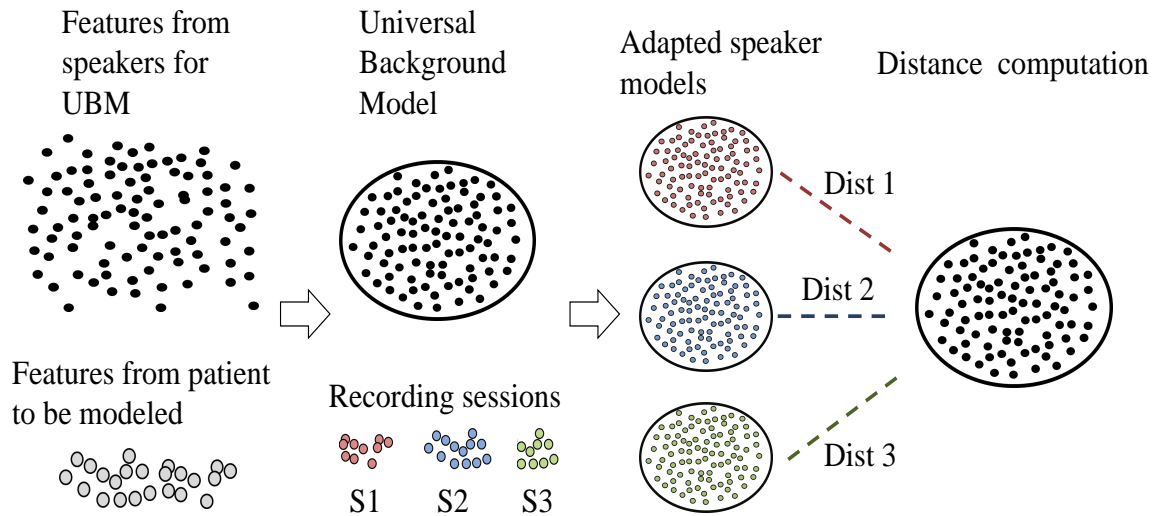 Features from
speakers for
UBM
Universal
Background
Model
Adapted speaker
models
Distance computation
Dist 1
Dist 2
Dist 3
Features from patient
to be modeled
Recording sessions
S1
S2
S3